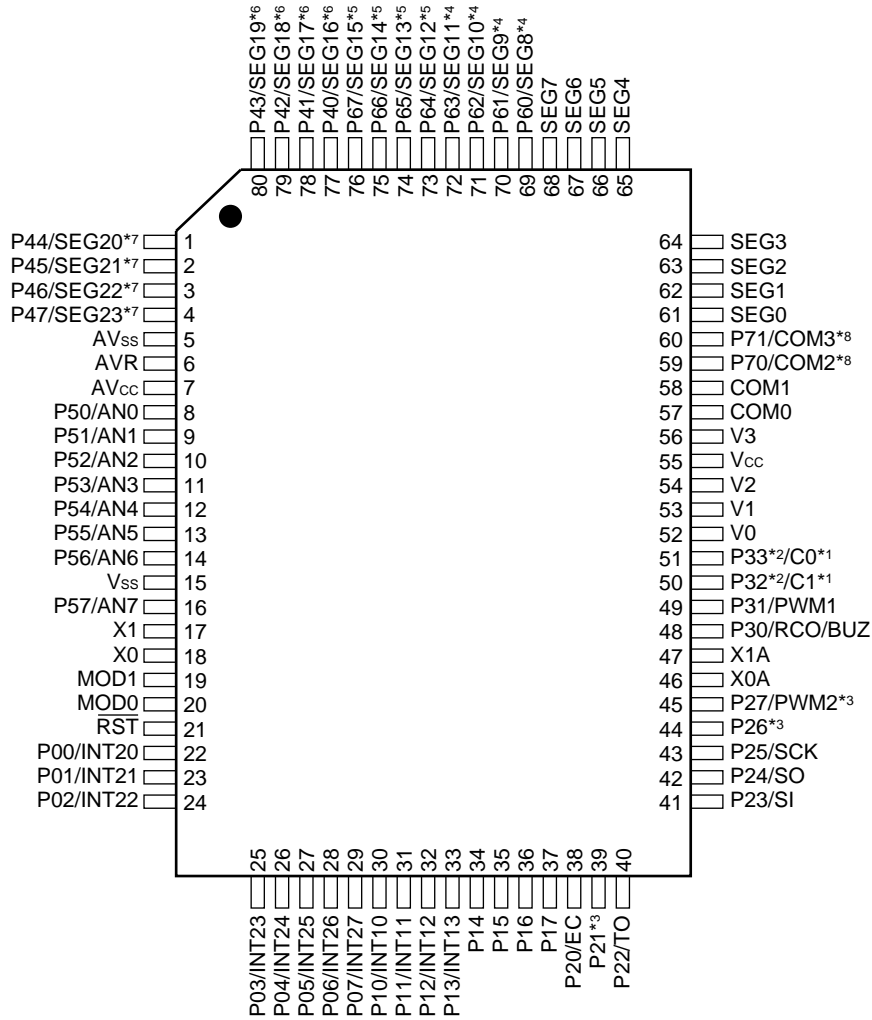 P43/SEG19*6
P42/SEG18*6
P41/SEG17*6
P40/SEG16*6
P67/SEG15*5
P66/SEG14*5
P65/SEG13*5
P64/SEG12*5
P63/SEG11*4
P62/SEG10*4
P61/SEG9*4
P60/SEG8*4
SEG7
SEG6
SEG5
SEG4
80
79
78
77
76
75
74
73
72
71
70
69
68
67
66
65
P44/SEG20*7 1
P45/SEG21*7 2
P46/SEG22*7 3
P47/SEG23*7 4
AVss 5
AVR 6
AVcc 7
P50/AN0 8
P51/AN1 9
P52/AN2 10
P53/AN3 11
P54/AN4 12
P55/AN5 13
P56/AN6 14
Vss 15
P57/AN7 16
X1 17
X0 18
MOD1 19
MOD0 20
RST 21
P00/INT20 22
P01/INT21 23
P02/INT22 24
64 SEG3
63 SEG2
62 SEG1
61 SEG0
60 P71/COM3*8
59 P70/COM2*8
58 COM1
57 COM0
56 V3
55 Vcc
54 V2
53 V1
52 V0
51 P33*2/C0*1
50 P32*2/C1*1
49 P31/PWM1
48 P30/RCO/BUZ
47 X1A
46 X0A
45 P27/PWM2*3
44 P26*3
43 P25/SCK
42 P24/SO
41 P23/SI
25
26
27
28
29
30
31
32
33
34
35
36
37
38
39
40
P03/INT23
P04/INT24
P05/INT25
P06/INT26
P07/INT27
P10/INT10
P11/INT11
P12/INT12
P13/INT13
P14
P15
P16
P17
P20/EC
P21*3
P22/TO